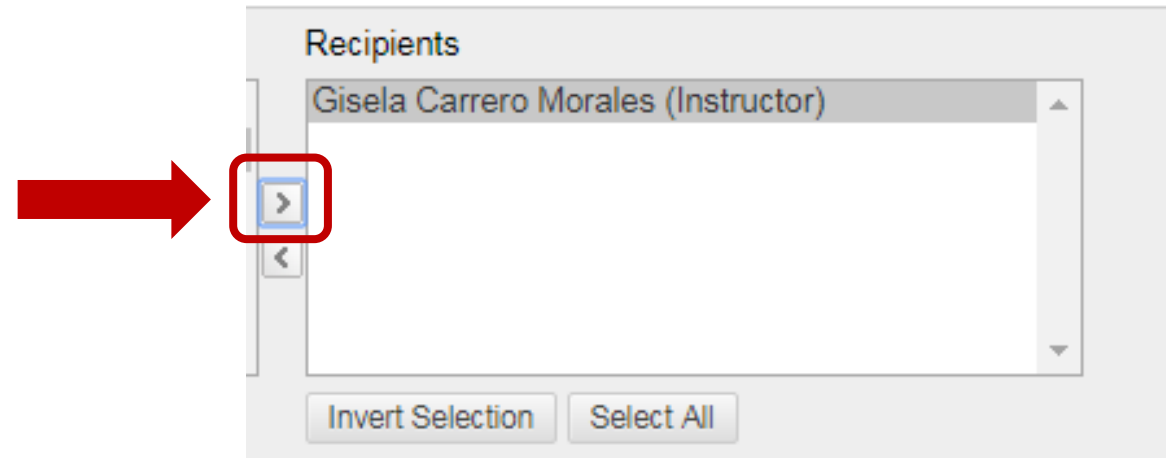 Recipients
Gisela Carrero Morales (Instructor)
Invert Selection
Select All